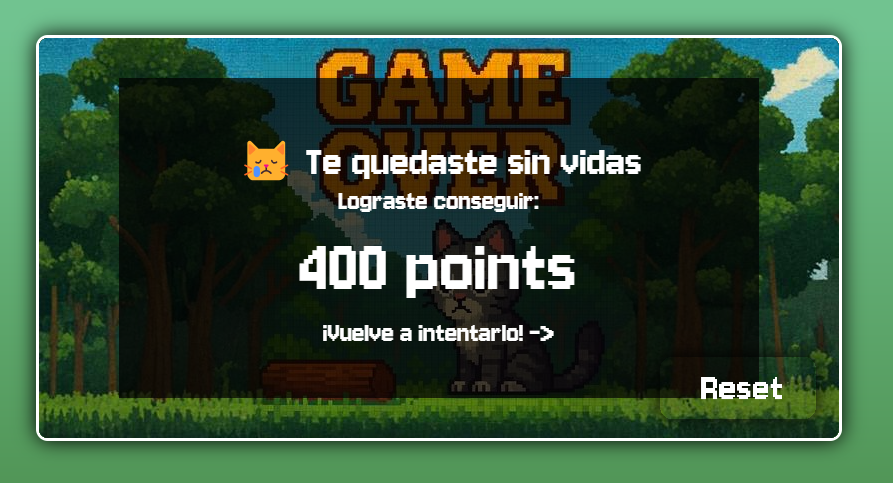 GAME
OVER
Te quedaste sin vidas
Lograste conseguir:
400 points
¡Vuelve a intentarlo! ->
Reset